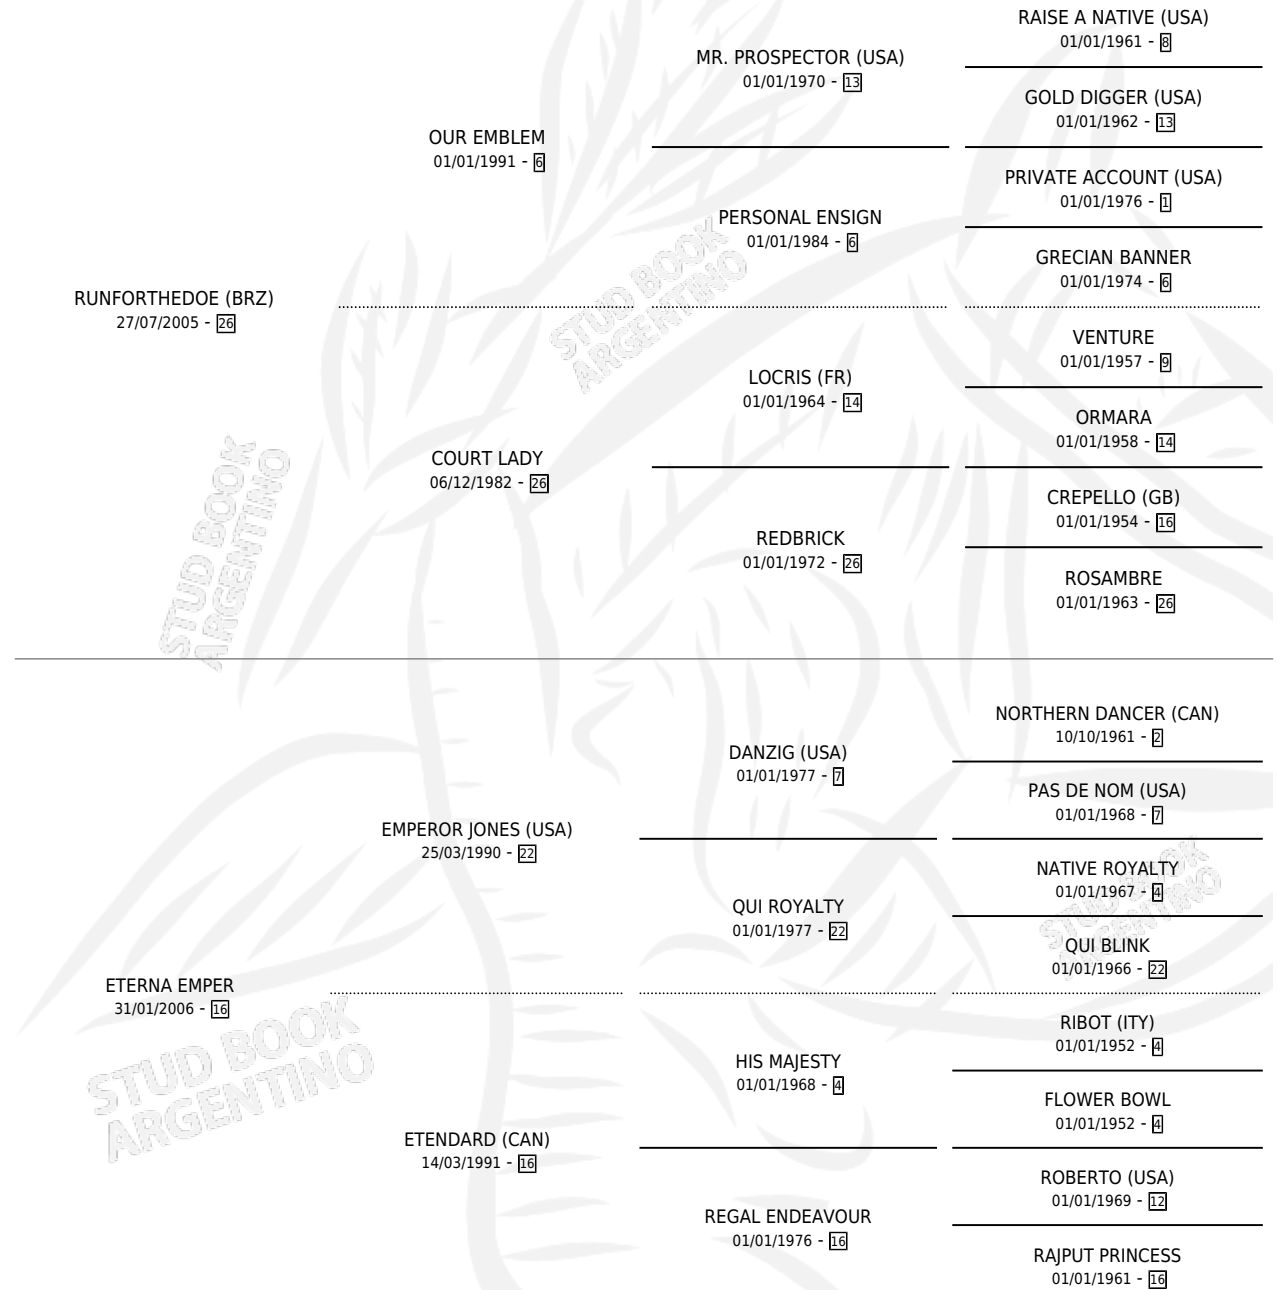 RAISE A NATIVE (USA)
01/01/1961 - 8
MR. PROSPECTOR (USA)
01/01/1970 - 13
GOLD DIGGER (USA)
01/01/1962 - 13
OUR EMBLEM
01/01/1991 - 6
PRIVATE ACCOUNT (USA)
01/01/1976 - 1
PERSONAL ENSIGN
01/01/1984 - 6
GRECIAN BANNER
01/01/1974 - 6
RUNFORTHEDOE (BRZ)
27/07/2005 - 26
STUD BOOK
ARGENTINO
VENTURE
01/01/1957 - 9
LOCRIS (FR)
01/01/1964 - 14
ORMARA
01/01/1958 - 14
COURT LADY
06/12/1982 - 26
CREPELLO (GB)
01/01/1954 - 16
REDBRICK
01/01/1972 - 26
ROSAMBRE
01/01/1963 - 26
STUD BOOK
ARGENTINO
NORTHERN DANCER (CAN)
10/10/1961 - 2
DANZIG (USA)
01/01/1977 - 7
PAS DE NOM (USA)
01/01/1968 - 7
EMPEROR JONES (USA)
25/03/1990 - 22
NATIVE ROYALTY
01/01/1967 - 4
QUI ROYALTY
01/01/1977 - 22
STUD BOOK
ARGENTINO
QUI BLINK
01/01/1966 - 22
ETERNA EMPER
31/01/2006 - 16
STUD BOOK
ARGENTINO
RIBOT (ITY)
01/01/1952 - 4
HIS MAJESTY
01/01/1968 - 4
FLOWER BOWL
01/01/1952 - 4
ETENDARD (CAN)
14/03/1991 - 16
ROBERTO (USA)
01/01/1969 - 12
REGAL ENDEAVOUR
01/01/1976 - 16
RAJPUT PRINCESS
01/01/1961 - 16